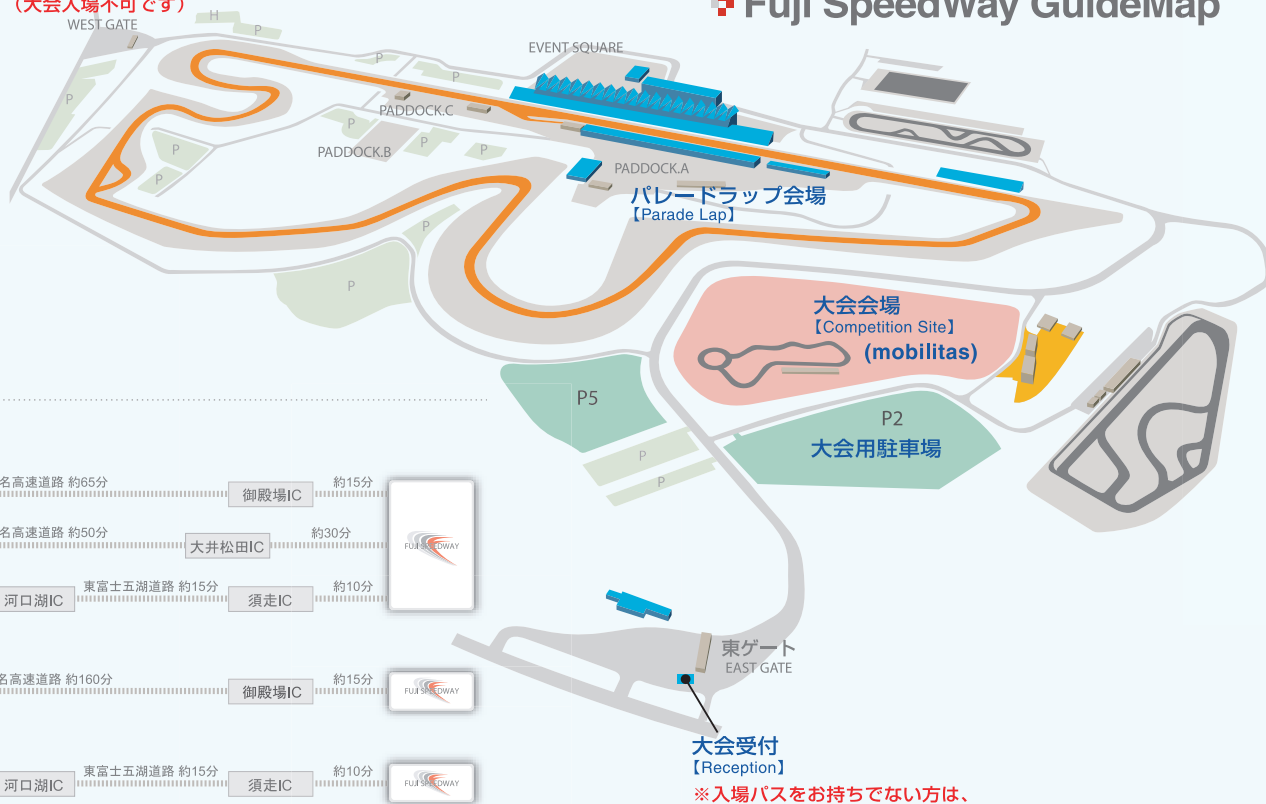 (大会入場不可です)
Fuji SpeedWay GuideMap
WEST GATE
H
P
EVENT SQUARE
P
P
P
PADDOCK.C
P
PADDOCK.B
P
P
P
P
PADDOCK.A
パレードラップ会場
【Parade Lap】
P
P
大会会場
【Competition Site】
(mobilitas)
P5
P2
大会用駐車場
P
P
名高速道路 約65分
御殿場IC
約15分
名高速道路 約50分
大井松田IC
約30分
FUJI SPEEDWAY
河口湖IC
東富士五湖道路 約15分
須走IC
約10分
東ゲート
EAST GATE
名高速道路 約160分
御殿場IC
約15分
FUJI SPEEDWAY
大会受付
【Reception】
河口湖IC
東富士五湖道路 約15分
須走IC
約10分
FUJI SPEEDWAY
※入場パスをお持ちでない方は、